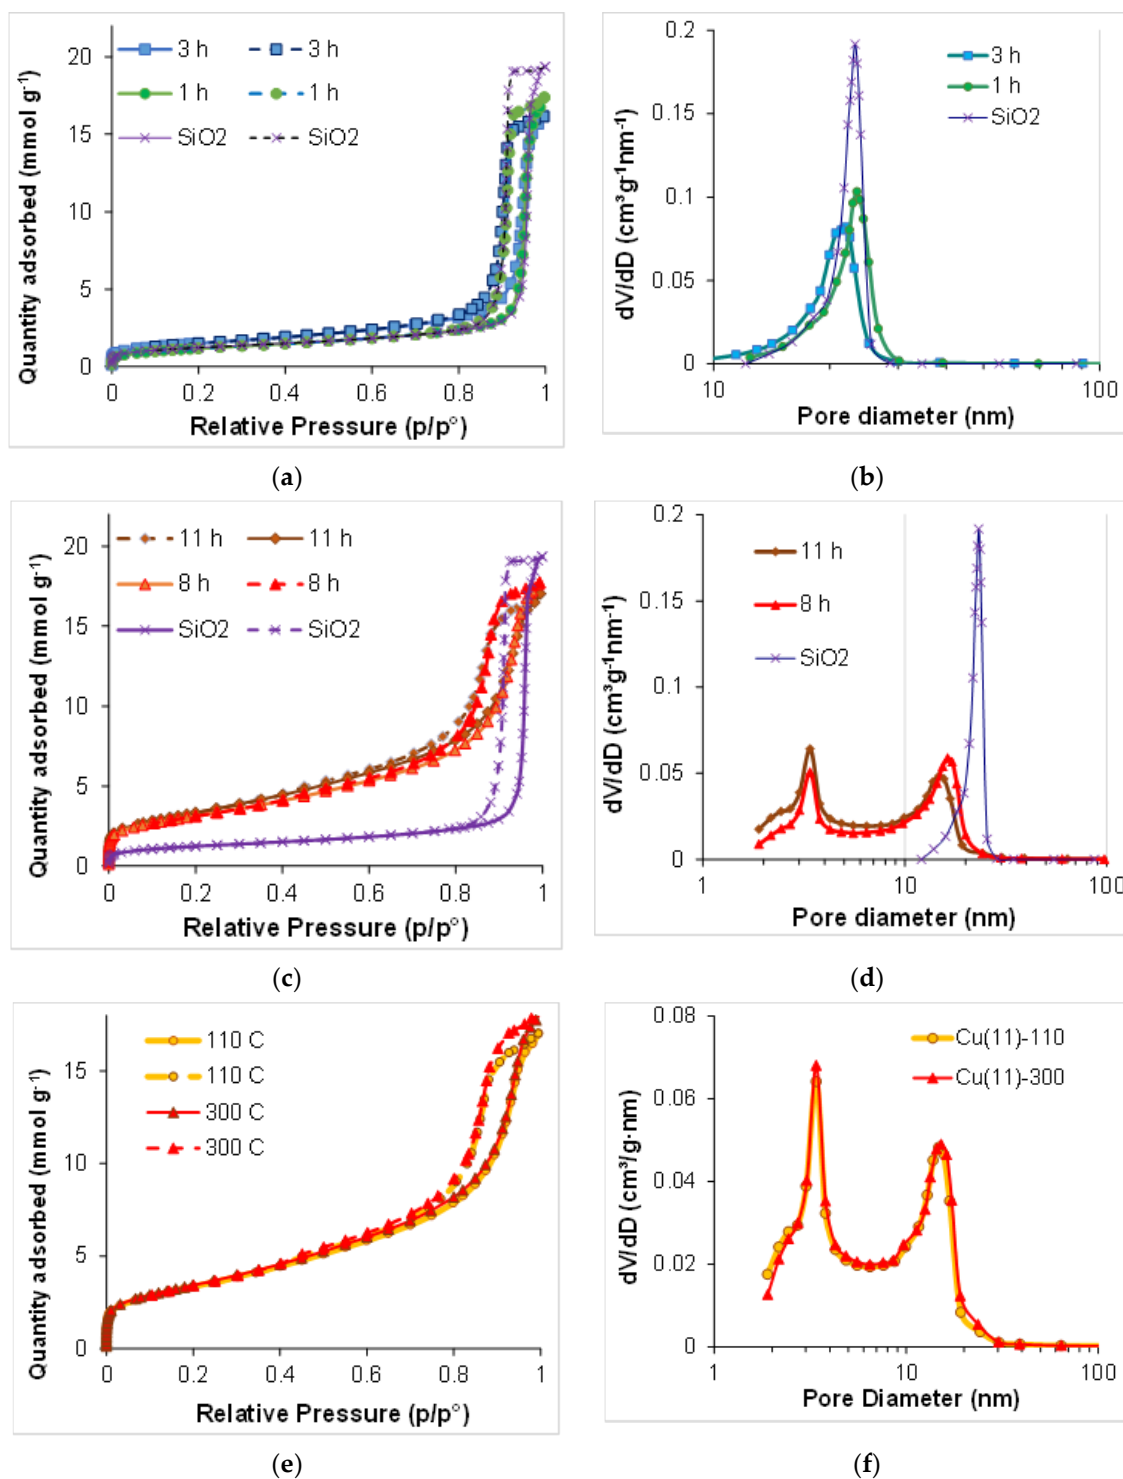 Quantity adsorbed (mmol g⁻¹)
20
15
10
5
0
3 h
3 h
1 h
1 h
SiO2
SiO2
0 0.2 0.4 0.6 0.8 1
Relative Pressure (p/p°)
(a)
dV/dD (cm³g⁻¹nm⁻¹)
0.2
0.15
0.1
0.05
0
3 h
1 h
SiO2
10 100
Pore diameter (nm)
(b)
Quantity adsorbed (mmol g⁻¹)
20
15
10
5
0
11 h
11 h
8 h
8 h
SiO2
SiO2
0 0.2 0.4 0.6 0.8 1
Relative Pressure (p/p°)
(c)
dV/dD (cm³g⁻¹nm⁻¹)
0.2
0.15
0.1
0.05
0
11 h
8 h
SiO2
1 10 100
Pore diameter (nm)
(d)
Quantity adsorbed (mmol g⁻¹)
15
10
5
0
110 C
110 C
300 C
300 C
0 0.2 0.4 0.6 0.8 1
Relative Pressure (p/p°)
(e)
dV/dD (cm³/g·nm)
0.08
0.06
0.04
0.02
0
Cu(11)-110
Cu(11)-300
1 10 100
Pore Diameter (nm)
(f)